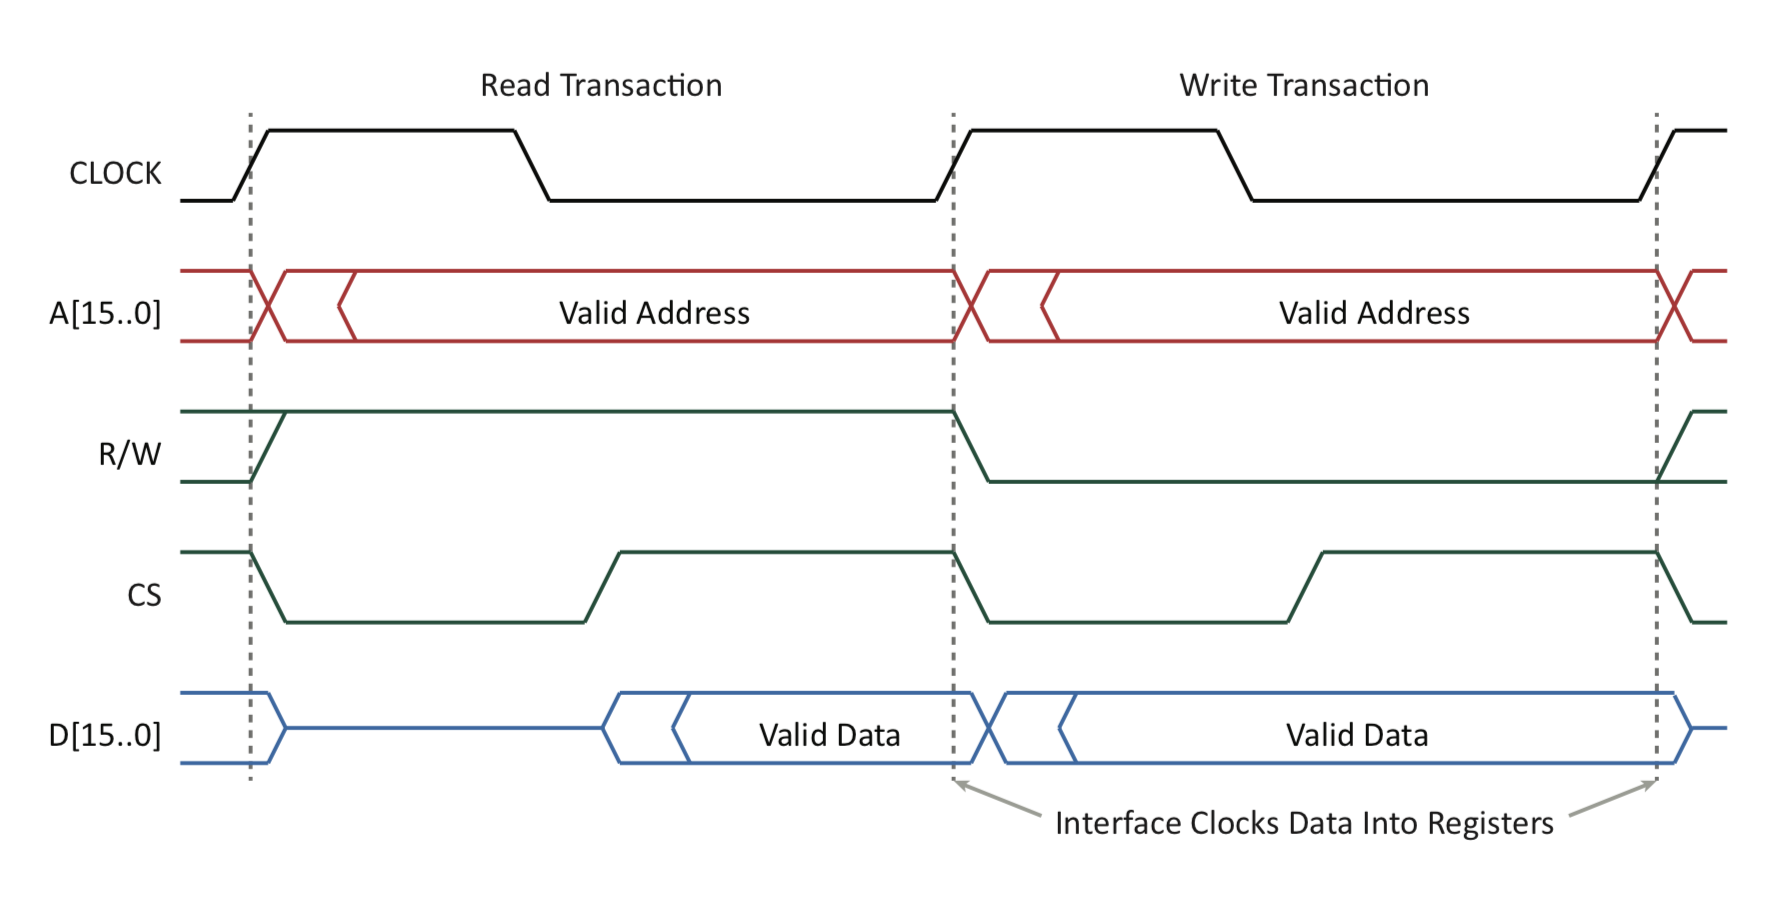 Read Transaction
Write Transaction
CLOCK
A[15..0]
Valid Address
Valid Address
R/W
CS
D[15..0]
Valid Data
Valid Data
Interface Clocks Data Into Registers